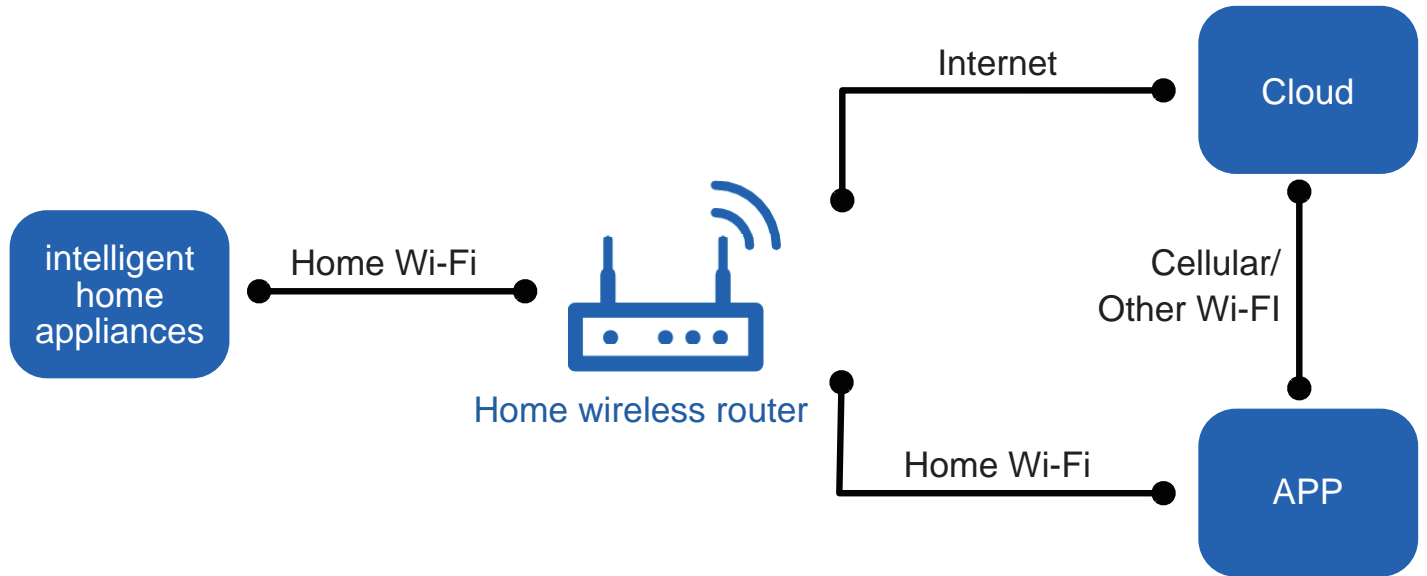 Internet
Cloud
intelligent
home
appliances
Home Wi-Fi
Cellular/
Other Wi-FI
Home wireless router
Home Wi-Fi
APP